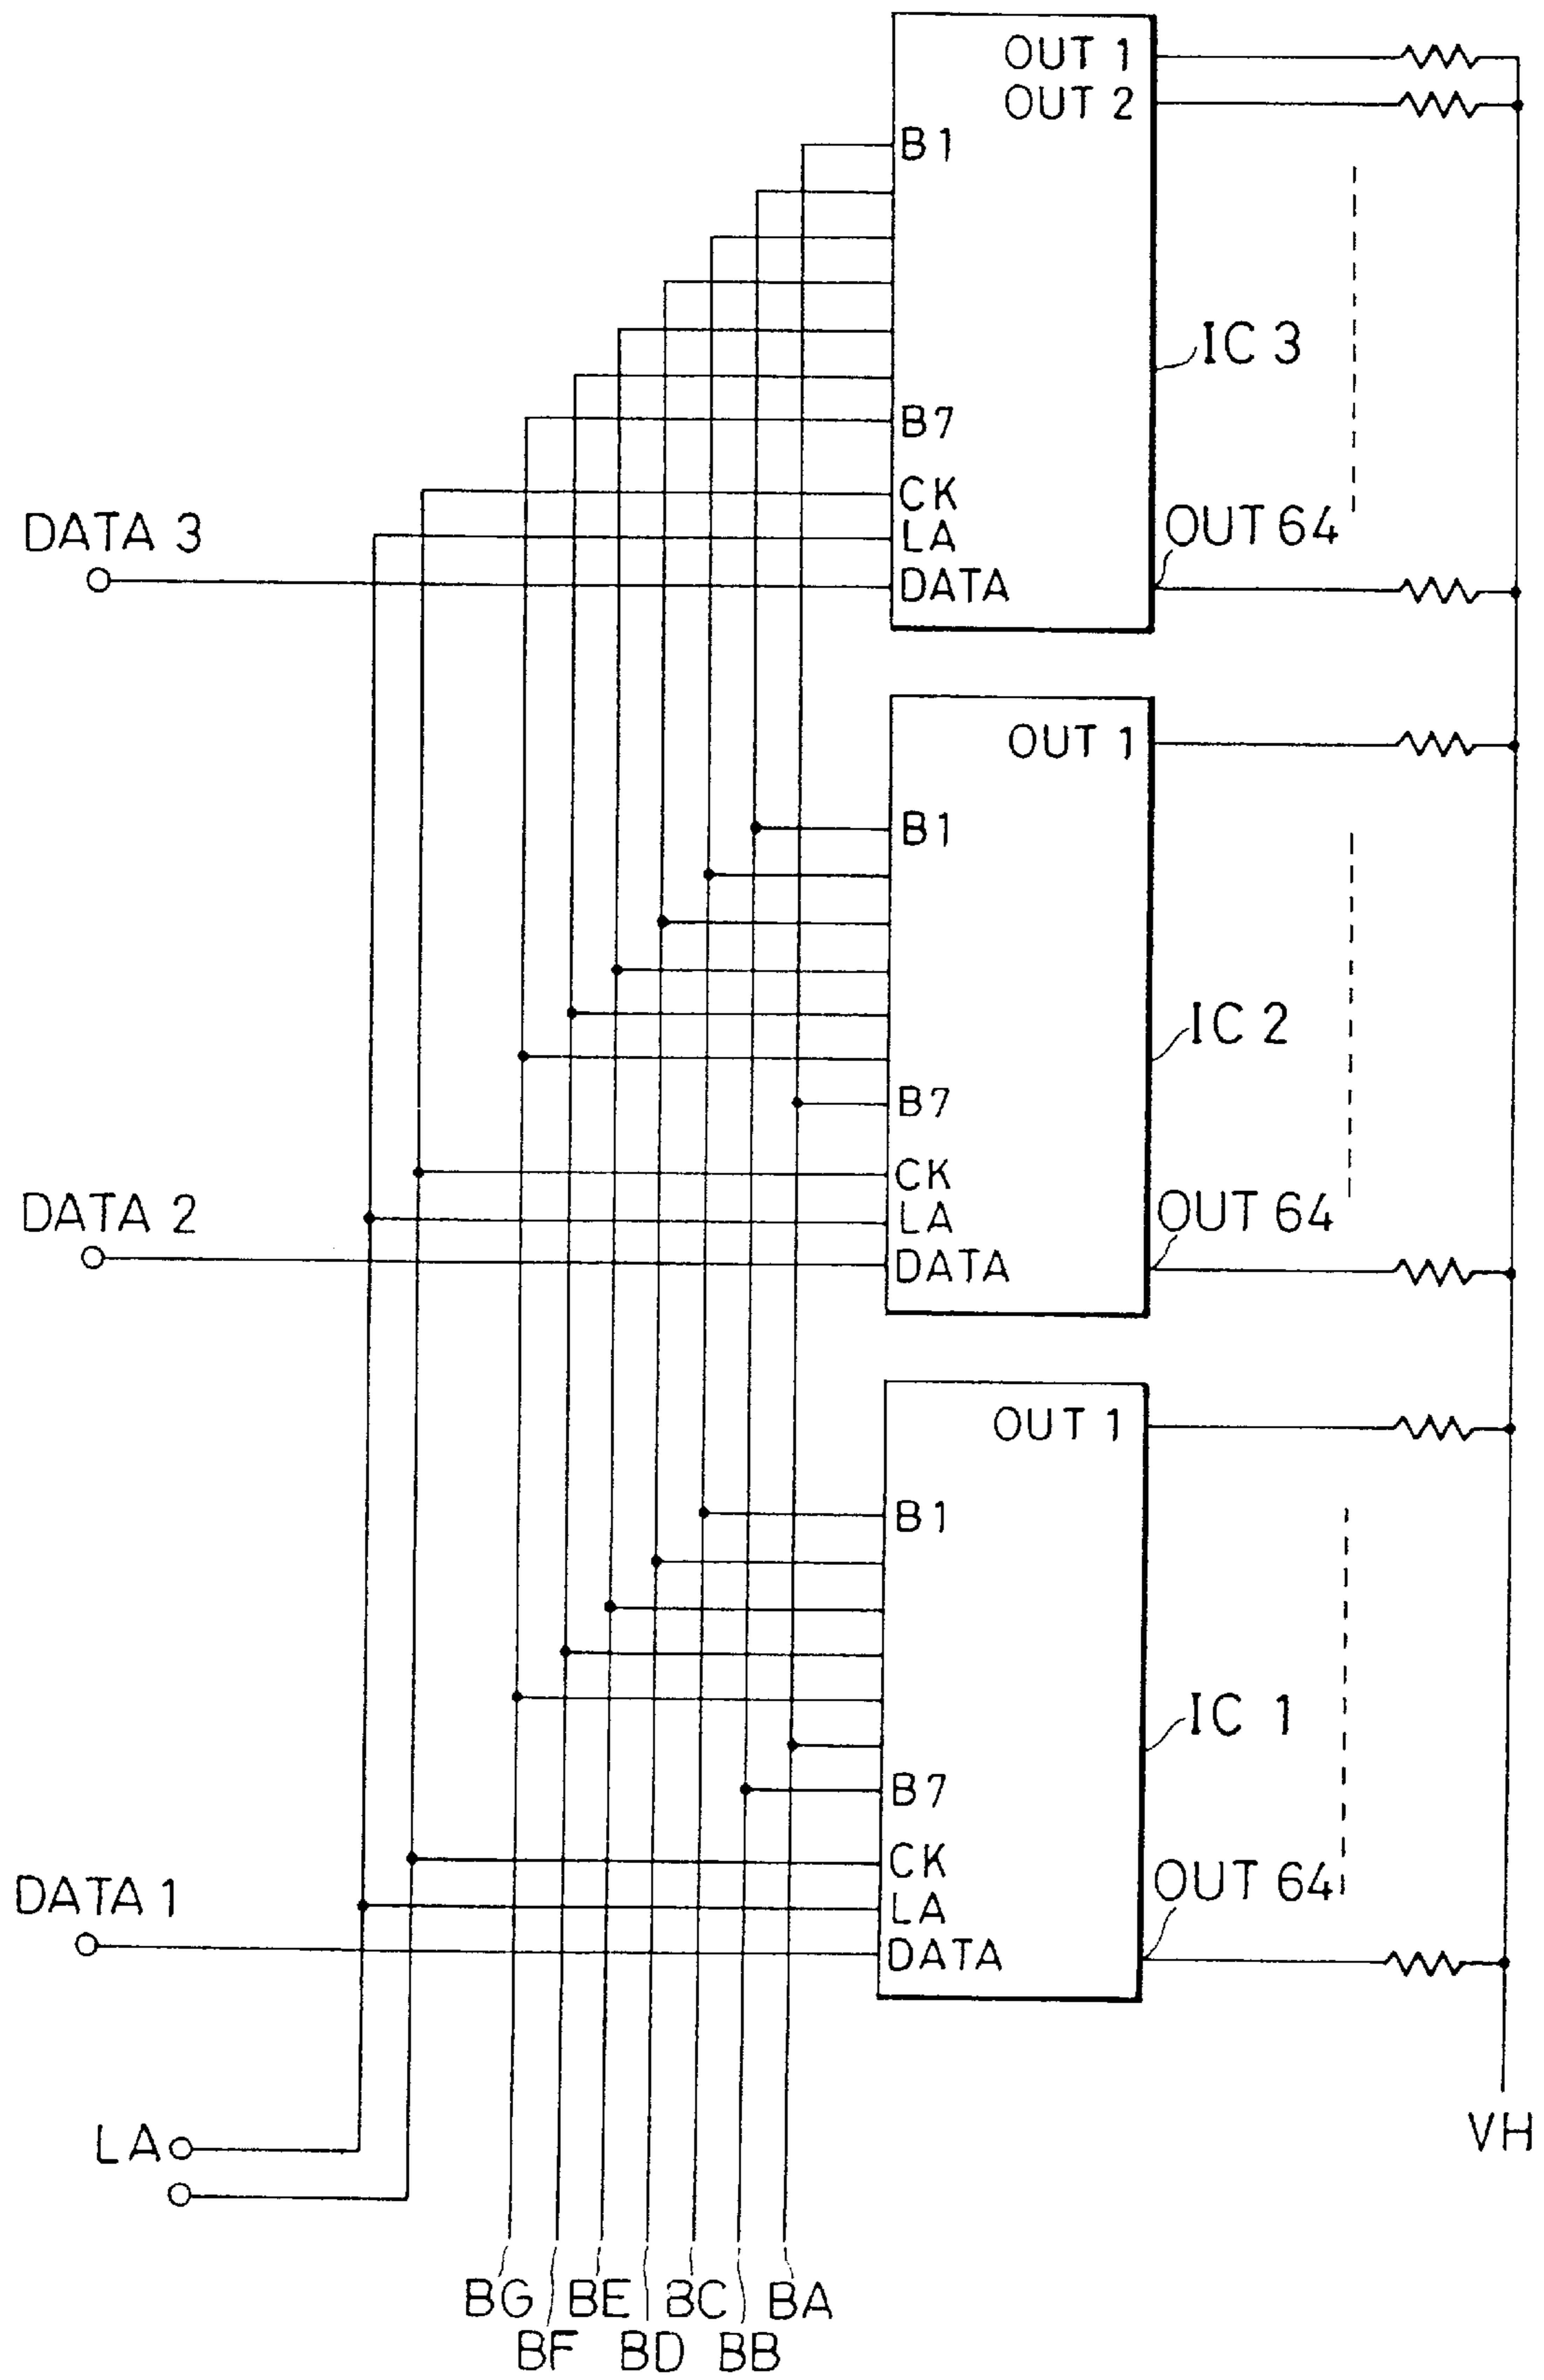 OUT 1
OUT 2
B1
IC 3
B7
CK
LA
DATA
DATA 3
OUT 64
OUT 1
B1
IC 2
B7
CK
LA
DATA
DATA 2
OUT 64
OUT 1
B1
IC 1
B7
CK
LA
DATA
DATA 1
OUT 64
LA
VH
BG BE BC BA
BF BD BB